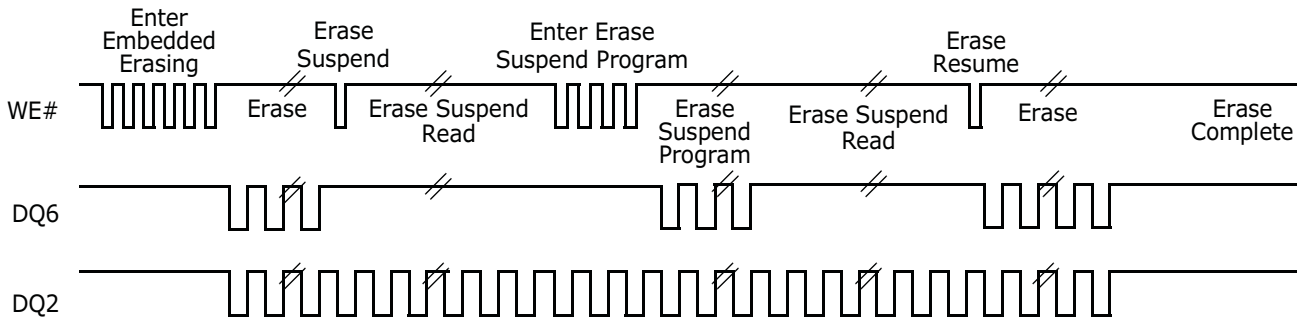 Enter
Embedded
Erasing
Erase
Suspend
Enter Erase
Suspend Program
Erase
Resume
WE#
Erase
Erase Suspend
Read
Erase
Suspend
Program
Erase Suspend
Read
Erase
Erase
Complete
DQ6
DQ2